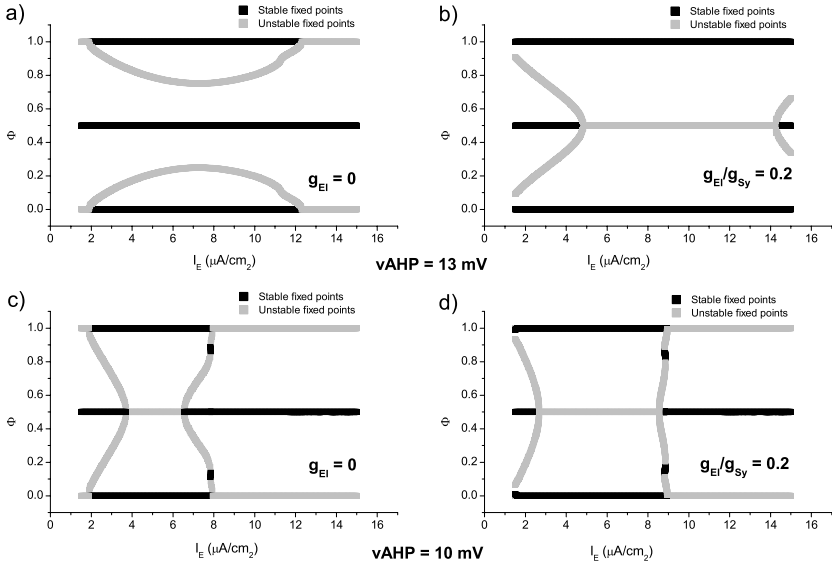 a)
Stable fixed points
Unstable fixed points
1.0
0.8
0.6
Φ
0.4
0.2
0.0
g_El = 0
0 2 4 6 8 10 12 14 16
I_E (μA/cm_2)
b)
Stable fixed points
Unstable fixed points
1.0
0.8
0.6
Φ
0.4
0.2
0.0
g_El/g_Sy = 0.2
0 2 4 6 8 10 12 14 16
I_E (μA/cm_2)
vAHP = 13 mV
c)
Stable fixed points
Unstable fixed points
1.0
0.8
0.6
Φ
0.4
0.2
0.0
g_El = 0
0 2 4 6 8 10 12 14 16
I_E (μA/cm_2)
d)
Stable fixed points
Unstable fixed points
1.0
0.8
0.6
Φ
0.4
0.2
0.0
g_El/g_Sy = 0.2
0 2 4 6 8 10 12 14 16
I_E (μA/cm_2)
vAHP = 10 mV